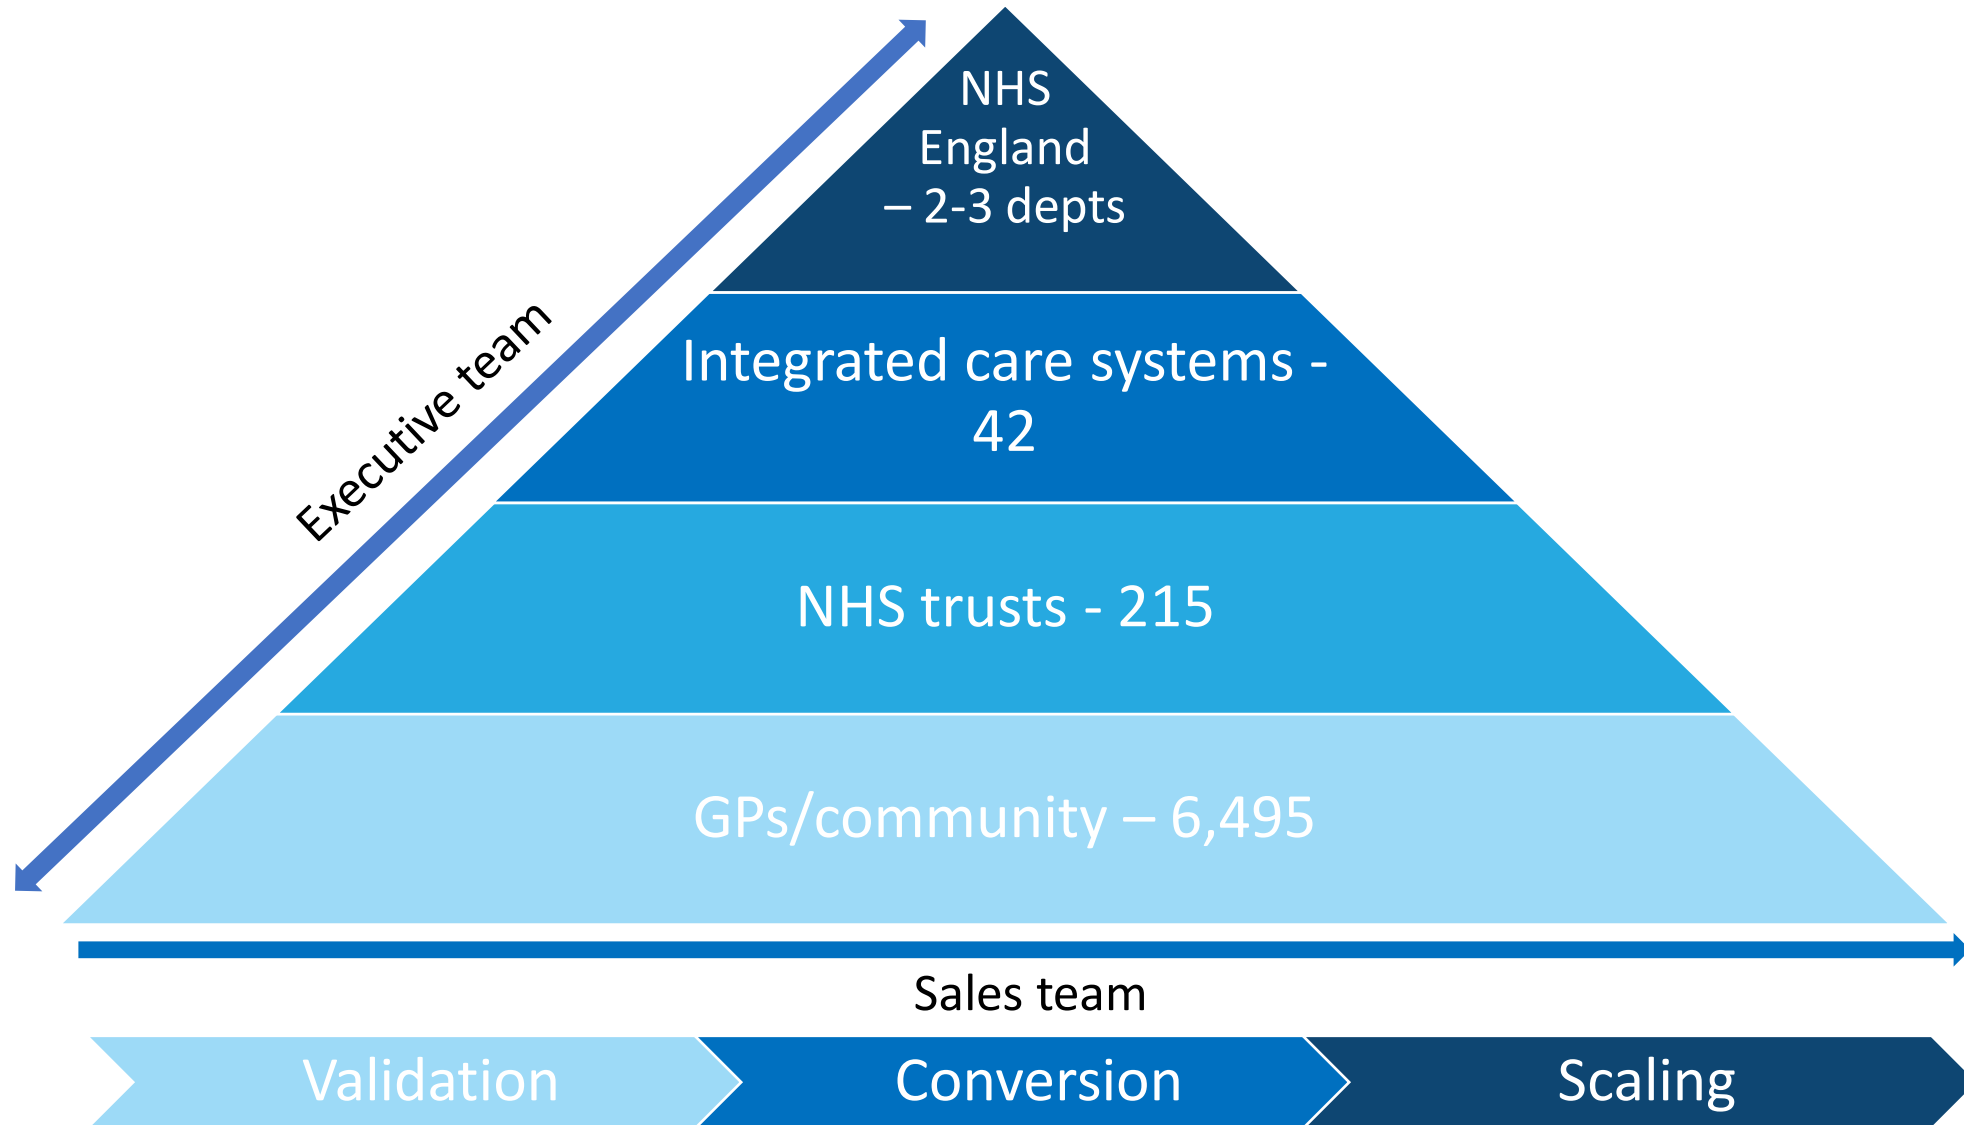 NHS
England
– 2-3 depts
Executive team
Integrated care systems -
42
NHS trusts - 215
GPs/community – 6,495
Sales team
Validation
Conversion
Scaling